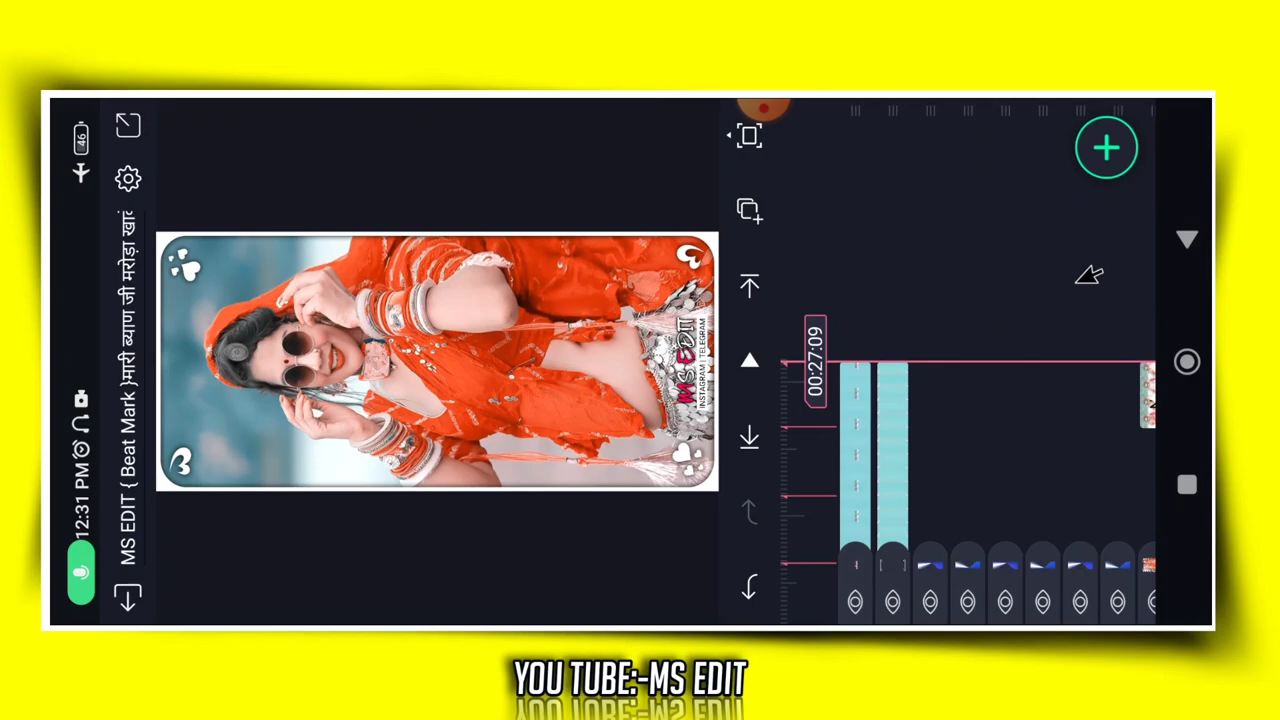 46
12:31 PM
MS EDIT { Beat Mark }मारी ब्याण जी मरोड़ा खावे
MS EDIT
INSTAGRAM | TELEGRAM
00:27:09
YOU TUBE:-MS EDIT